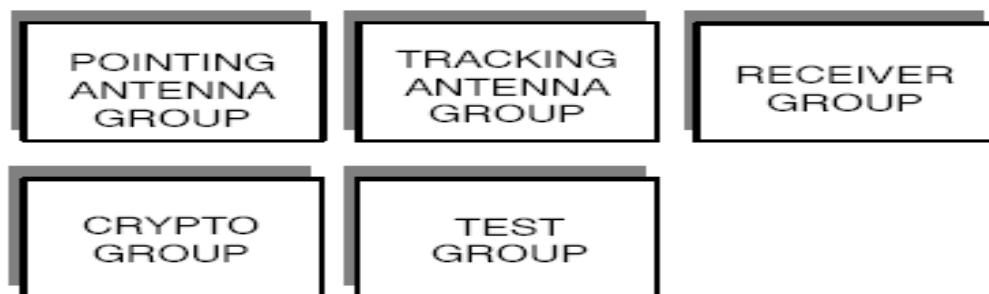 POINTING
ANTENNA
GROUP
TRACKING
ANTENNA
GROUP
RECEIVER
GROUP
CRYPTO
GROUP
TEST
GROUP